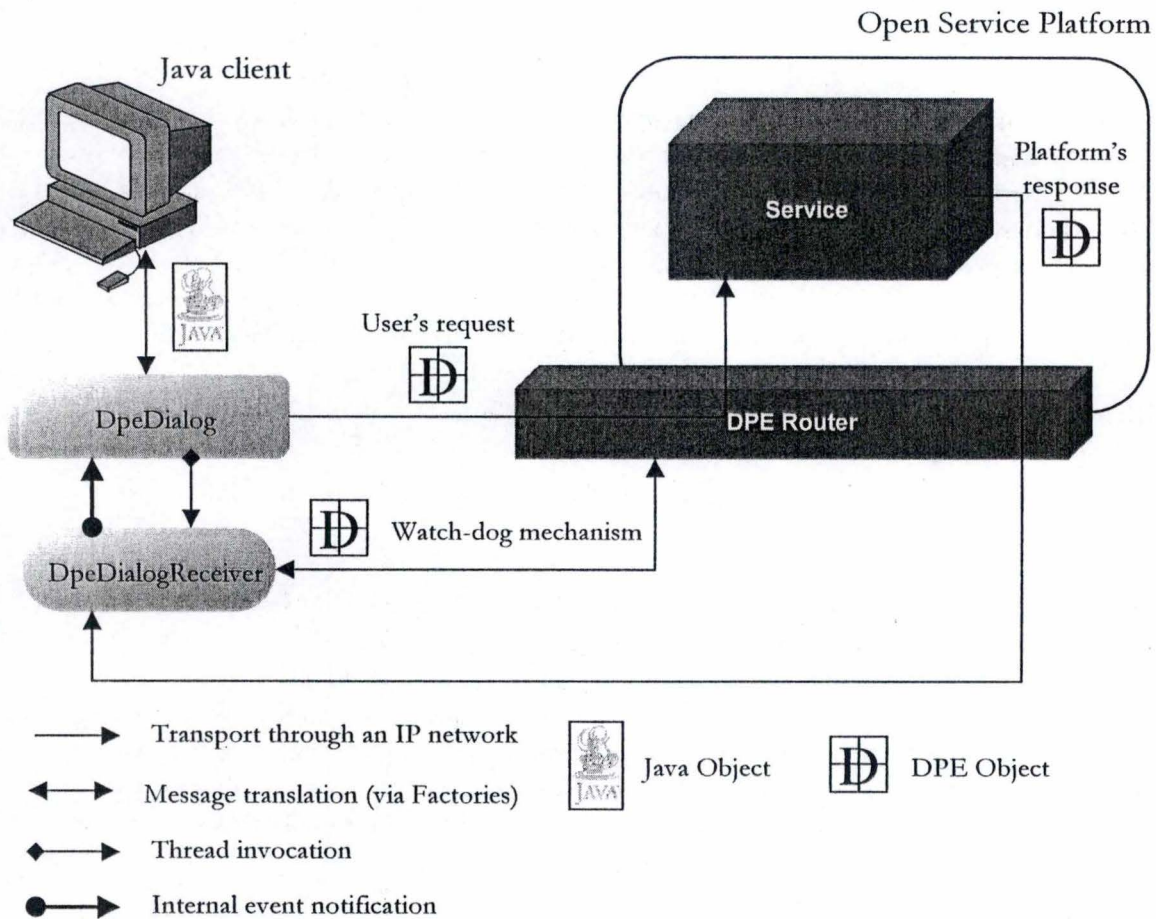 Open Service Platform
Java client
Platform's
response
Service
D
JAVA
User's request
D
DpeDialog
DPE Router
D
Watch-dog mechanism
DpeDialogReceiver
Transport through an IP network
Message translation (via Factories)
Thread invocation
Internal event notification
JAVA
Java Object
D
DPE Object